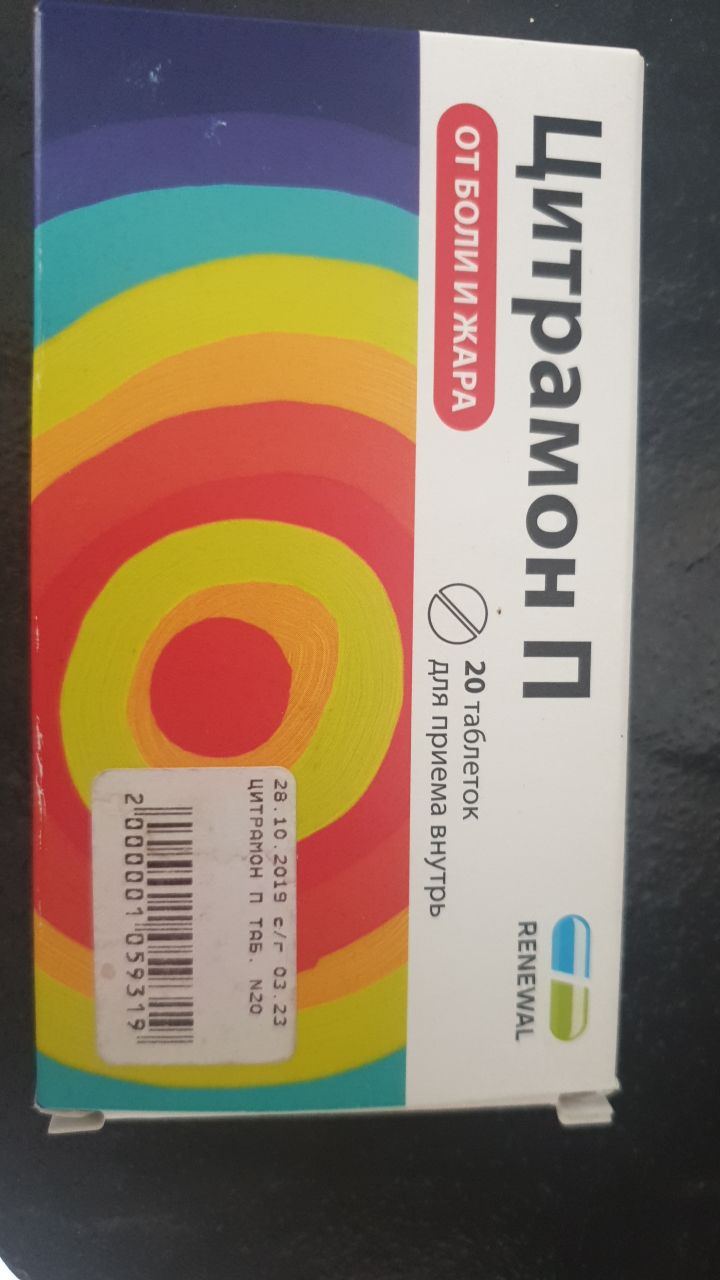 Цитрамон П
ОТ БОЛИ И ЖАРА
20 таблеток
для приема внутрь
RENEWAL
28.10.2019 с/г 03.23
ЦИТРАМОН П ТАБ. N20
2 000001 059319